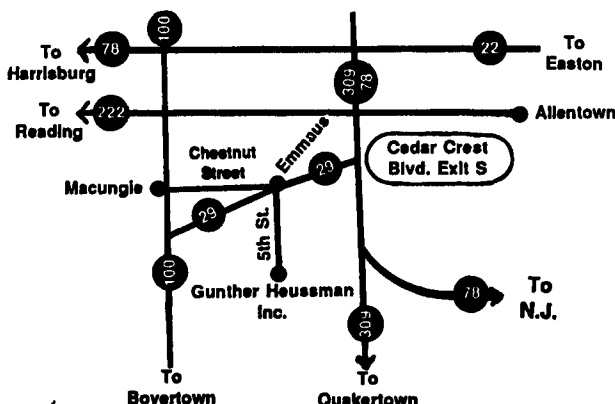 100
To
Harrisburg
78
22
To
Easton
309
78
To
Reading
222
Allentown
Chestnut
Street
Emmous
Cedar Crest
Blvd. Exit S
Macungie
29
29
5th St.
100
Gunther Heussman
Inc.
78
To
N.J.
309
To
Boyertown
To
Quakertown